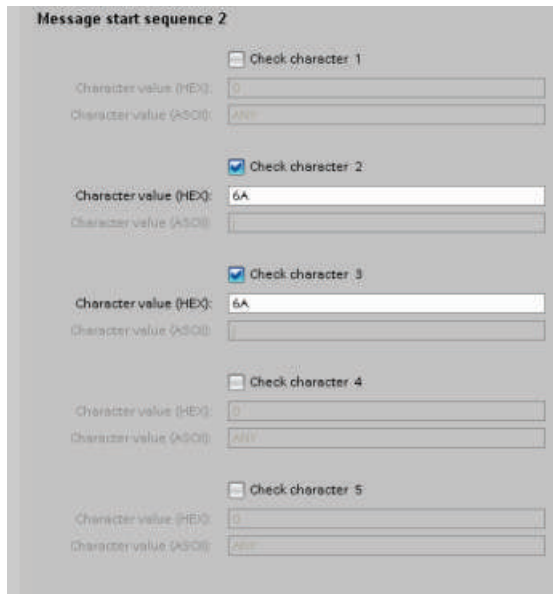 Message start sequence 2
Check character 1
Character value (HEX): 0
Character value (ASCII): ANY
Check character 2
Character value (HEX): 6A
Character value (ASCII): j
Check character 3
Character value (HEX): 6A
Character value (ASCII): j
Check character 4
Character value (HEX): 0
Character value (ASCII): ANY
Check character 5
Character value (HEX): 0
Character value (ASCII): ANY